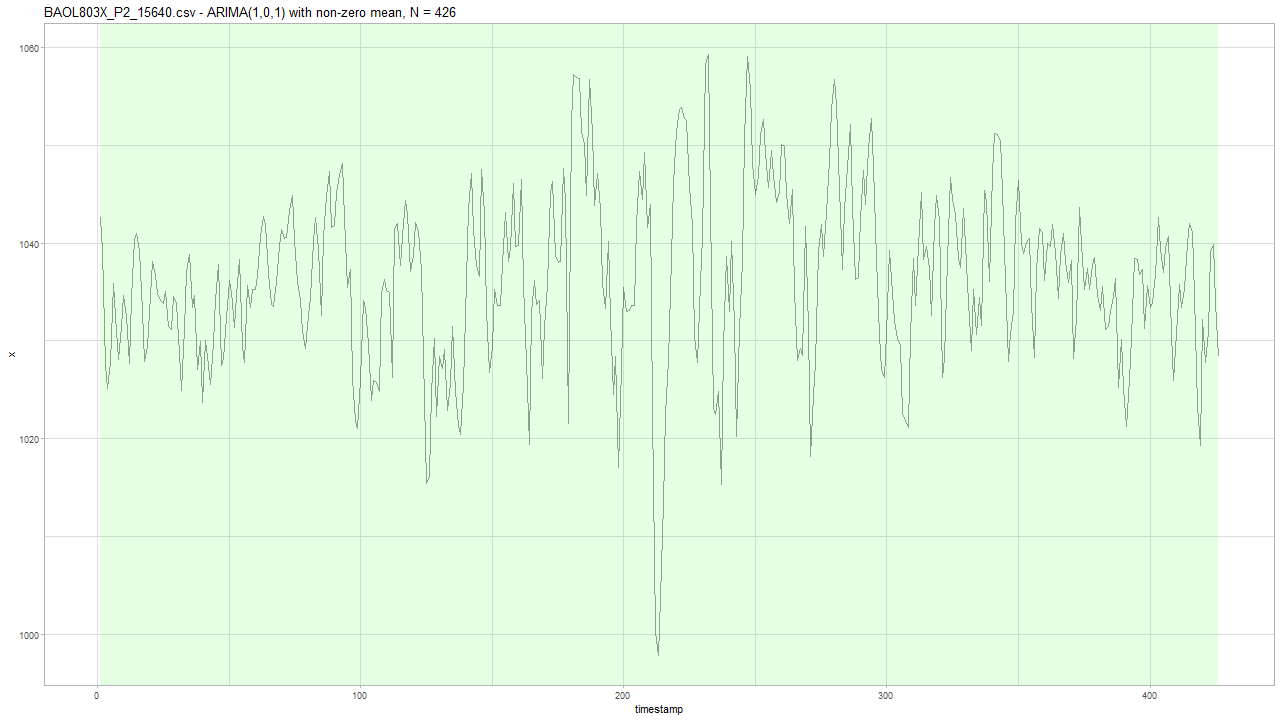 BAOL803X_P2_15640.csv - ARIMA(1,0,1) with non-zero mean, N = 426
1060
1040
1020
1000
x
0 100 200 300 400
timestamp